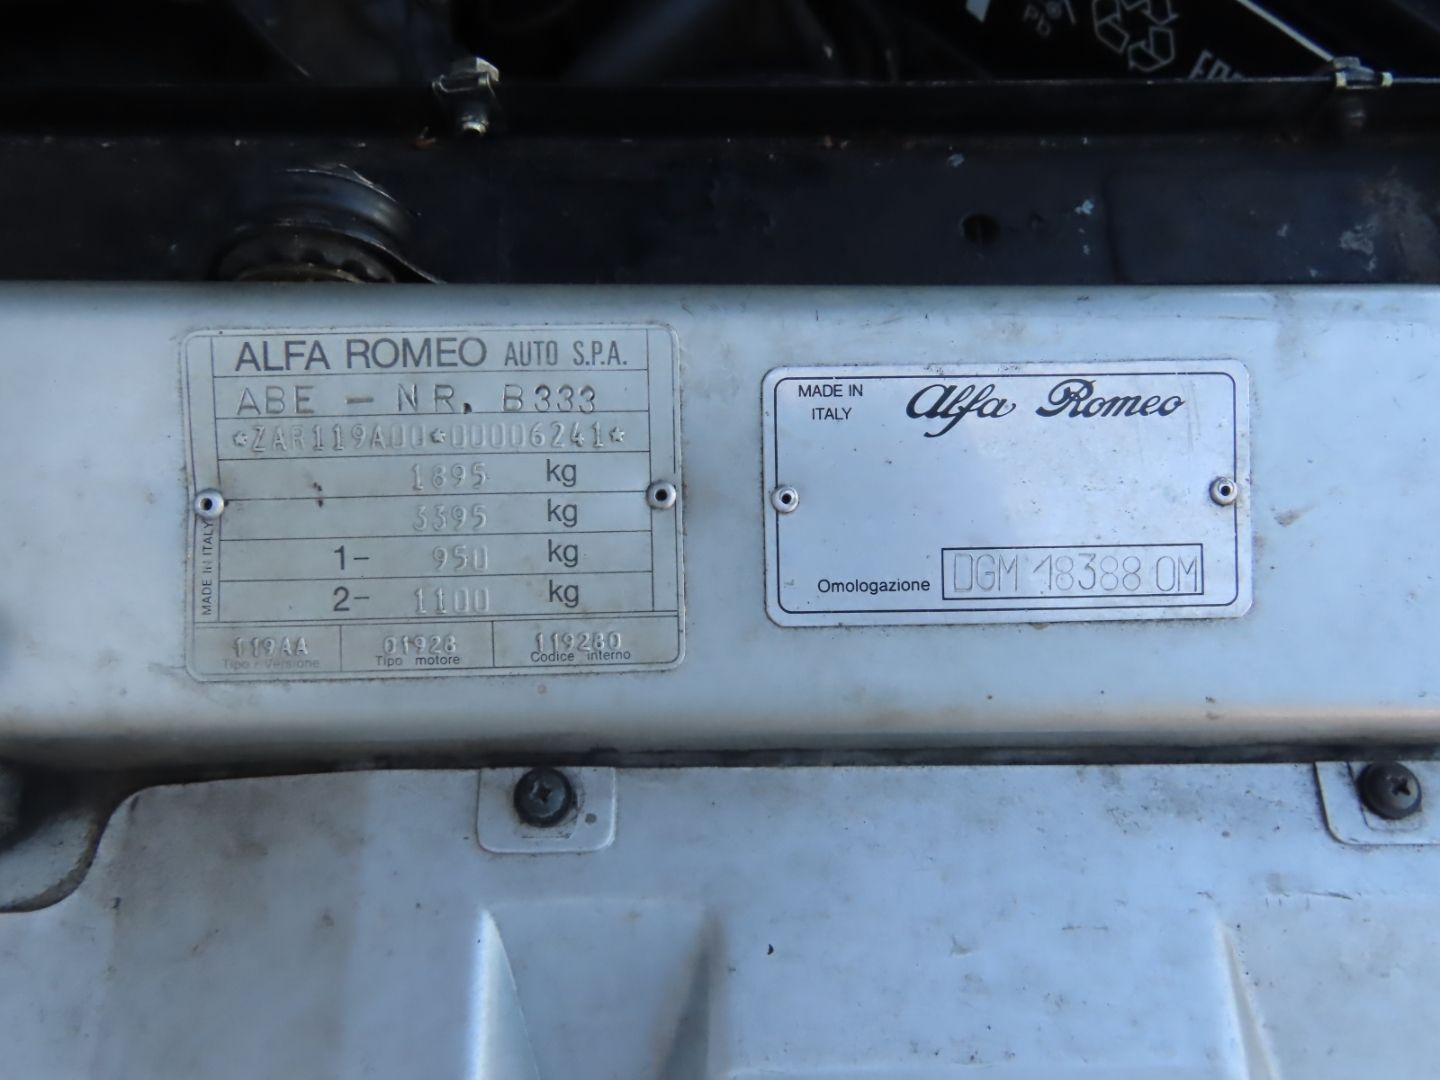 Pb
ALFA ROMEO AUTO S.P.A.
ABE - NR. B333
*ZAR119A00*00006241*
1895 kg
3395 kg
1- 950 kg
2- 1100 kg
MADE IN ITALY
119AA 01928 119280
Tipo / Versione Tipo motore Codice interno
MADE IN ITALY
Alfa Romeo
Omologazione DGM 18388 OM